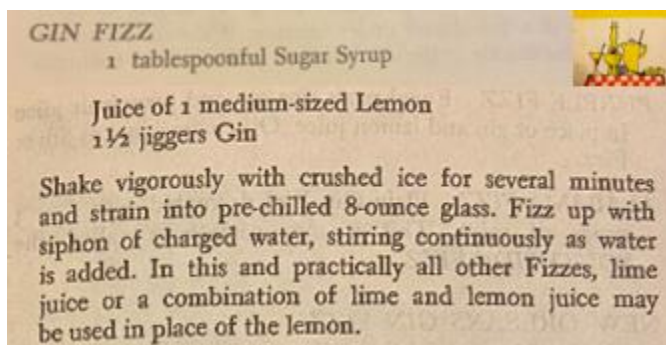 GIN FIZZ
1 tablespoonful Sugar Syrup
Juice of 1 medium-sized Lemon
1½ jiggers Gin
Shake vigorously with crushed ice for several minutes
and strain into pre-chilled 8-ounce glass. Fizz up with
siphon of charged water, stirring continuously as water
is added. In this and practically all other Fizzes, lime
juice or a combination of lime and lemon juice may
be used in place of the lemon.